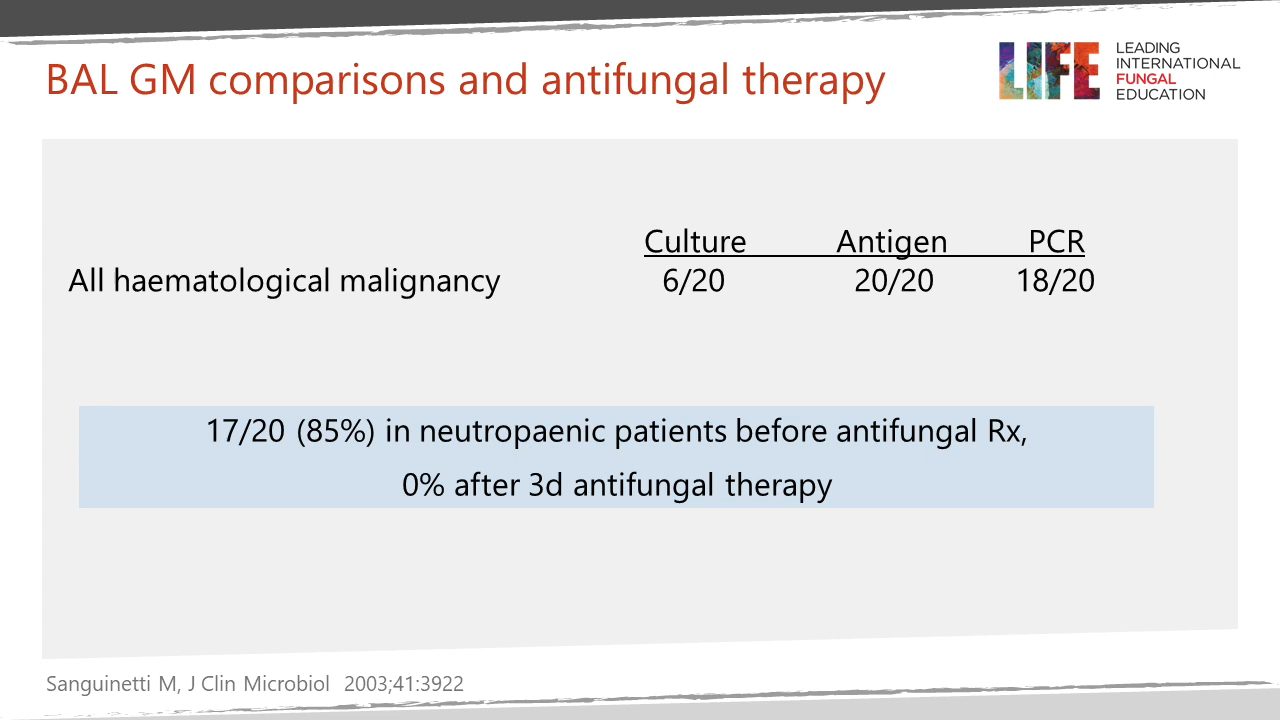 BAL GM comparisons and antifungal therapy
LIFE
LEADING
INTERNATIONAL
FUNGAL
EDUCATION
Culture Antigen PCR
All haematological malignancy 6/20 20/20 18/20
17/20 (85%) in neutropaenic patients before antifungal Rx,
0% after 3d antifungal therapy
Sanguinetti M, J Clin Microbiol 2003;41:3922